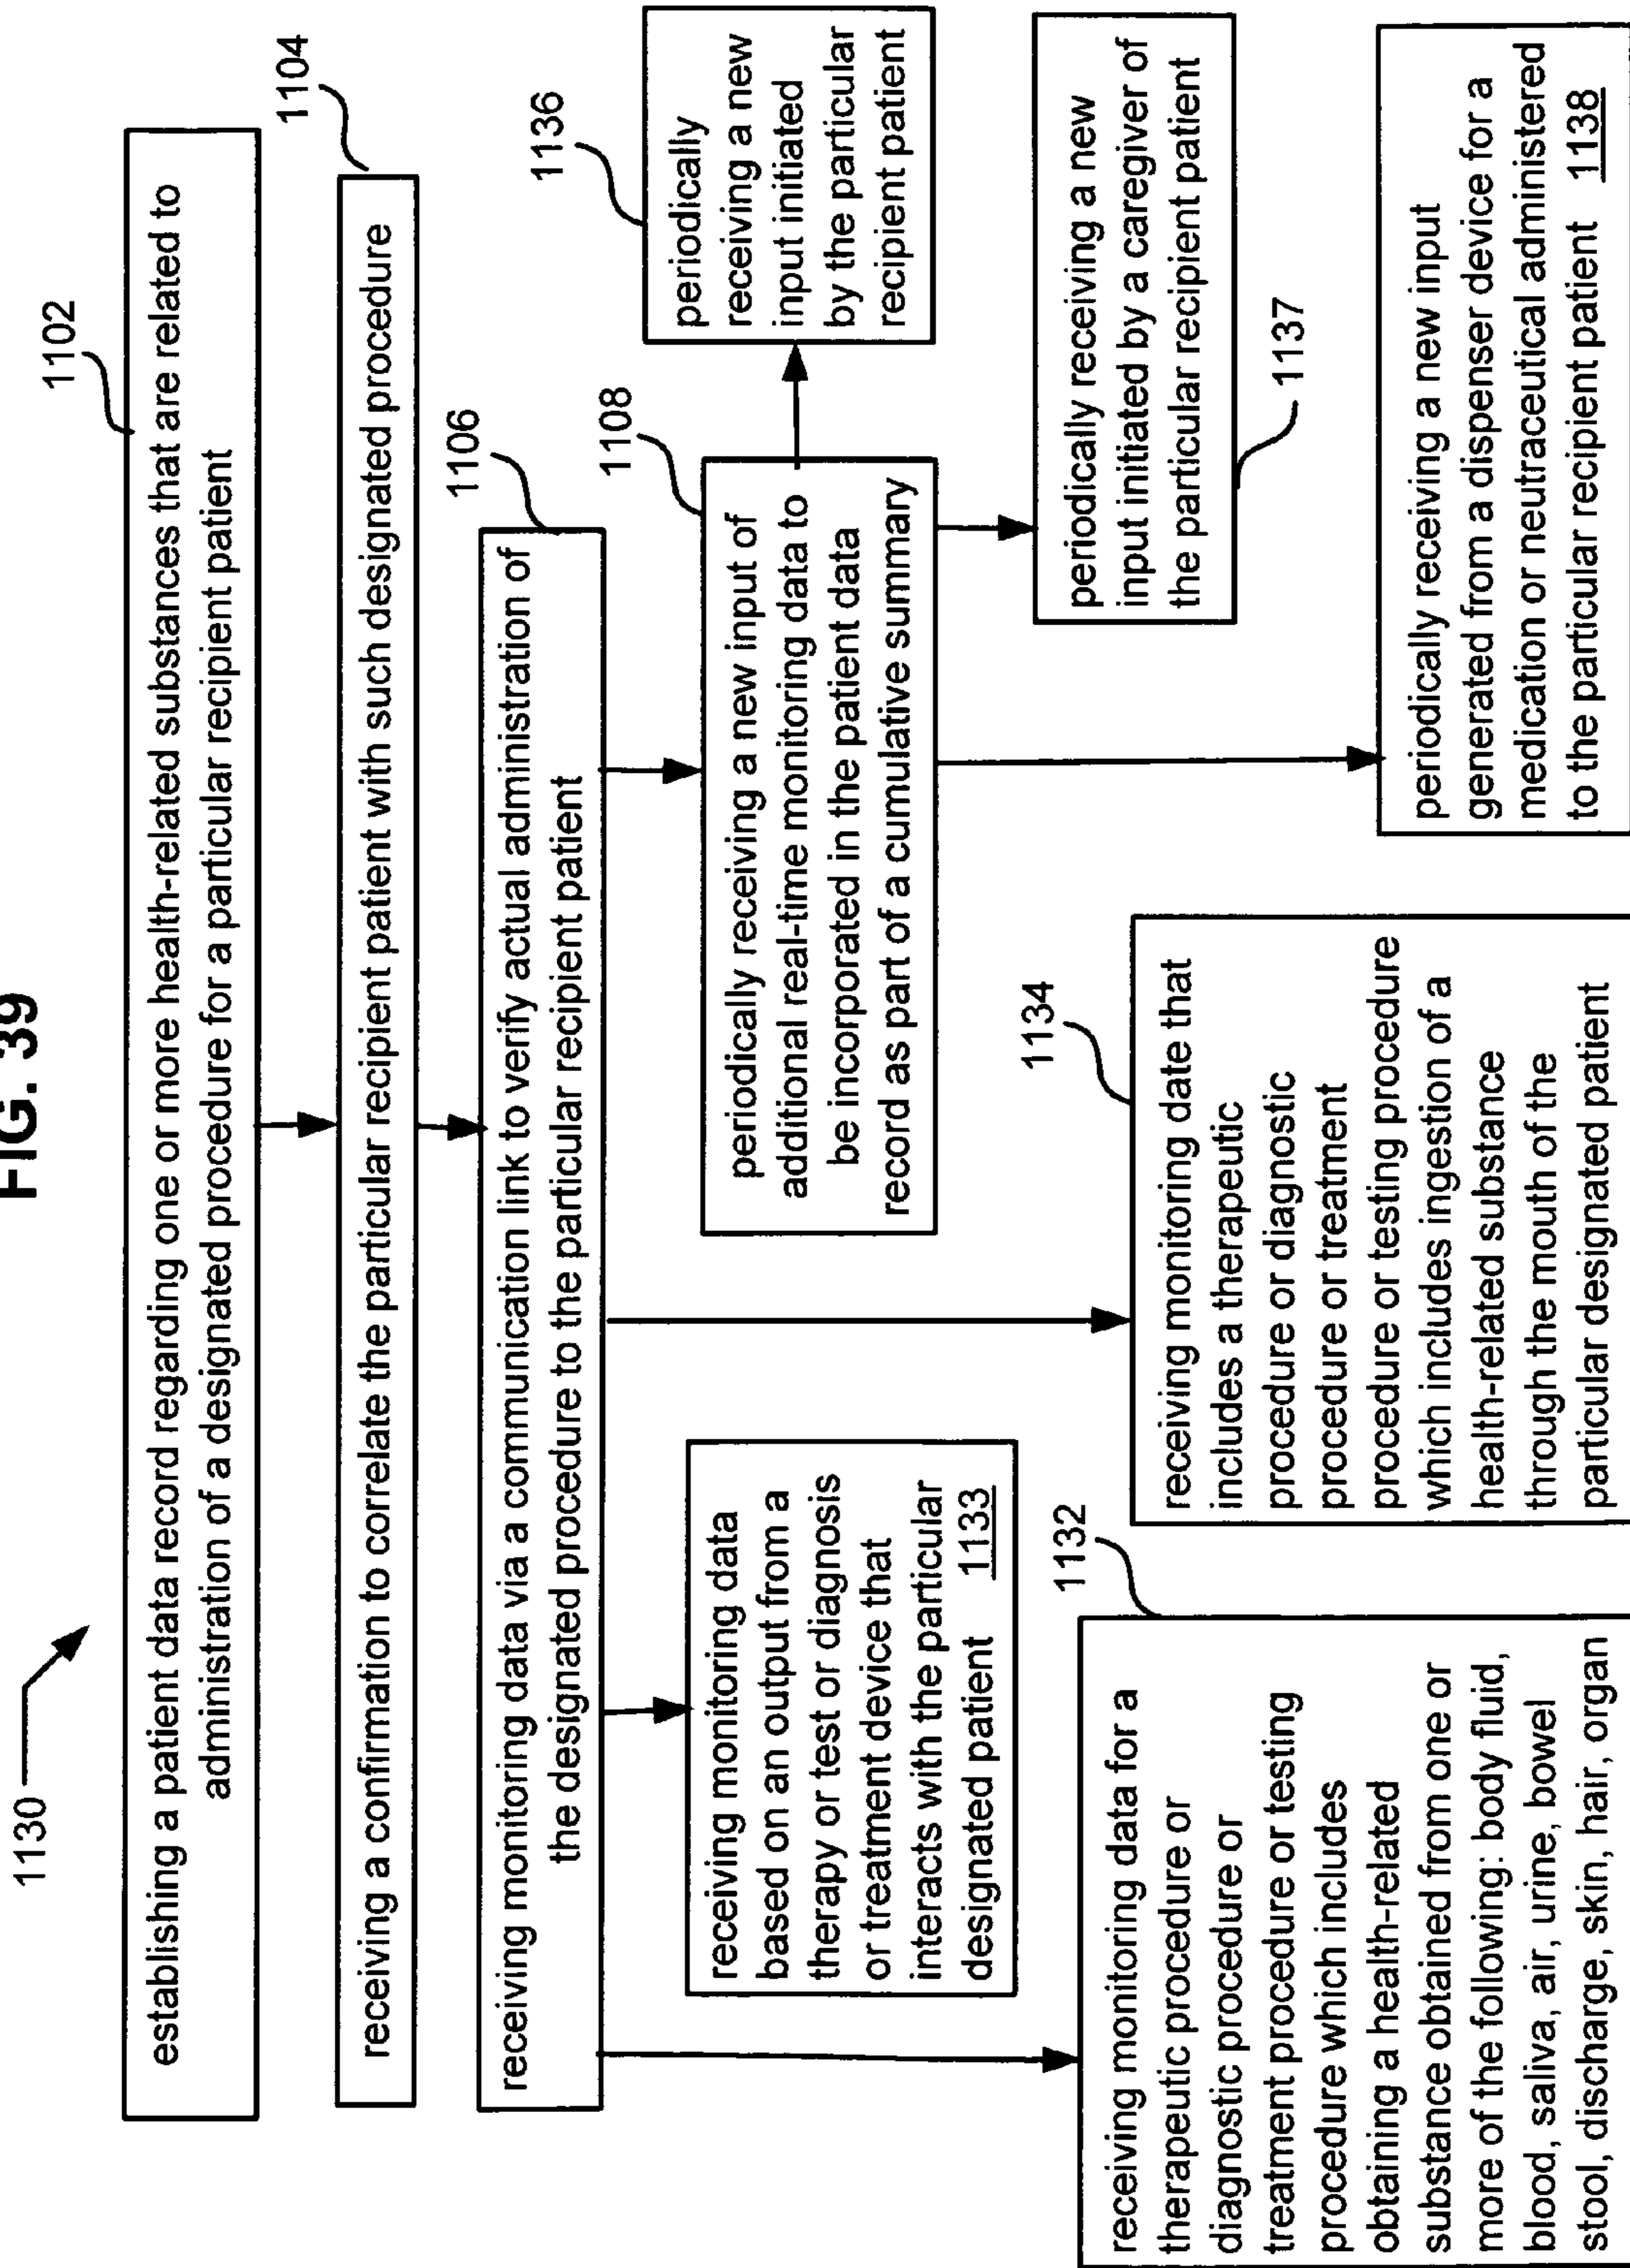 FIG. 39
1130
1102
establishing a patient data record regarding one or more health-related substances that are related to
administration of a designated procedure for a particular recipient patient
1104
receiving a confirmation to correlate the particular recipient patient with such designated procedure
1106
receiving monitoring data via a communication link to verify actual administration of
the designated procedure to the particular recipient patient
1108
periodically receiving a new input of
additional real-time monitoring data to
be incorporated in the patient data
record as part of a cumulative summary
1136
periodically
receiving a new
input initiated
by the particular
recipient patient
receiving monitoring data
based on an output from a
therapy or test or diagnosis
or treatment device that
interacts with the particular
designated patient 1133
1137
periodically receiving a new
input initiated by a caregiver of
the particular recipient patient
1132
receiving monitoring data for a
therapeutic procedure or
diagnostic procedure or
treatment procedure or testing
procedure which includes
obtaining a health-related
substance obtained from one or
more of the following: body fluid,
blood, saliva, air, urine, bowel
stool, discharge, skin, hair, organ
1134
receiving monitoring date that
includes a therapeutic
procedure or diagnostic
procedure or treatment
procedure or testing procedure
which includes ingestion of a
health-related substance
through the mouth of the
particular designated patient
periodically receiving a new input
generated from a dispenser device for a
medication or neutraceutical administered
to the particular recipient patient 1138